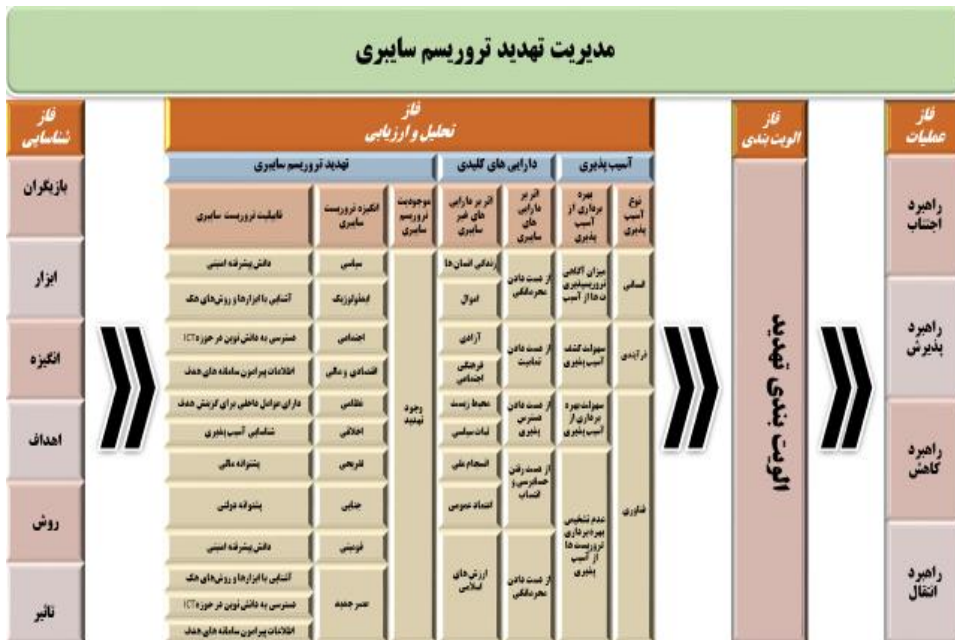 مدیریت تهدید تروریسم سایبری
فاز
شناسایی
بازیگران
ابزار
انگیزه
اهداف
روش
تاثیر
فاز
تحلیل و ارزیابی
تهدید تروریسم سایبری
دارایی های کلیدی
آسیب پذیری
قابلیت تروریست سایبری
انگیزه تروریست
سایبری
موجودیت
تروریسم
سایبری
اثر بر دارایی
های غیر
سایبری
اثر بر
دارایی
های
سایبری
بهره
برداری از
آسیب
پذیری
نوع
آسیب
پذیری
دانش پیشرفته امنیتی
آشنایی با ابزارها و روش‌های هک
دسترسی به دانش نوین در حوزه ICT
اطلاعات پیرامون سامانه های هدف
دارای عوامل داخلی برای گزینش هدف
شناسایی آسیب پذیری
پشتوانه مالی
پشتوانه دولتی
دانش پیشرفته امنیتی
آشنایی با ابزارها و روش‌های هک
دسترسی به دانش نوین در حوزه ICT
اطلاعات پیرامون سامانه های هدف
سیاسی
ایدئولوژیک
اجتماعی
اقتصادی و مالی
نظامی
اخلاقی
تفریحی
جنایی
قومیتی
عصر جدید
وجود
تهدید
زندگی انسان‌ها
اموال
آزادی
فرهنگی
اجتماعی
محیط زیست
ثبات سیاسی
انسجام ملی
اعتماد عمومی
ارزش‌های
اسلامی
از دست دادن
محرمانگی
از دست دادن
تمامیت
از دست دادن
دسترس
پذیری
از دست رفتن
حسابرسی و
انتساب
از دست دادن
محرمانگی
میزان آگاهی
از آسیب
سهولت کشف
آسیب پذیری
سهولت بهره
برداری از
آسیب پذیری
عدم تشخیص
بهره برداری
تروریست ها
از آسیب
پذیری
انسانی
فرآیندی
فناوری
فاز
الویت بندی
الویت بندی تهدید
فاز
عملیات
راهبرد
اجتناب
راهبرد
پذیرش
راهبرد
کاهش
راهبرد
انتقال